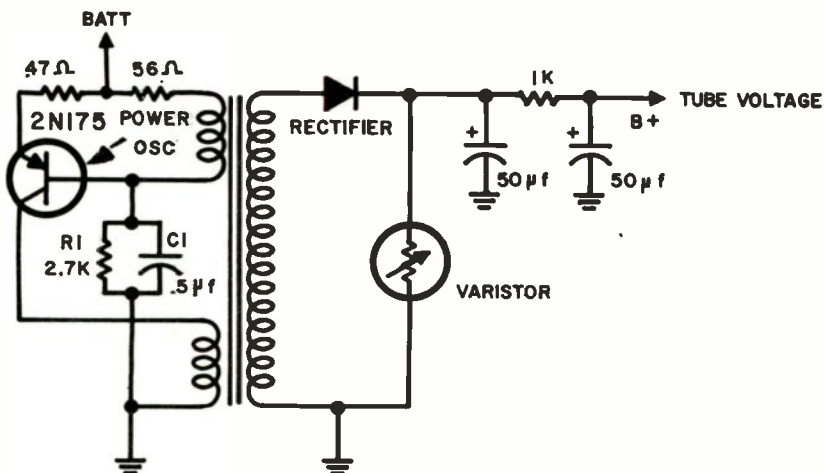 BATT
.47Ω
56Ω
2N175 POWER
OSC
R1
2.7K
C1
.5µf
RECTIFIER
VARISTOR
+
50µf
1K
+
50µf
B+
TUBE VOLTAGE